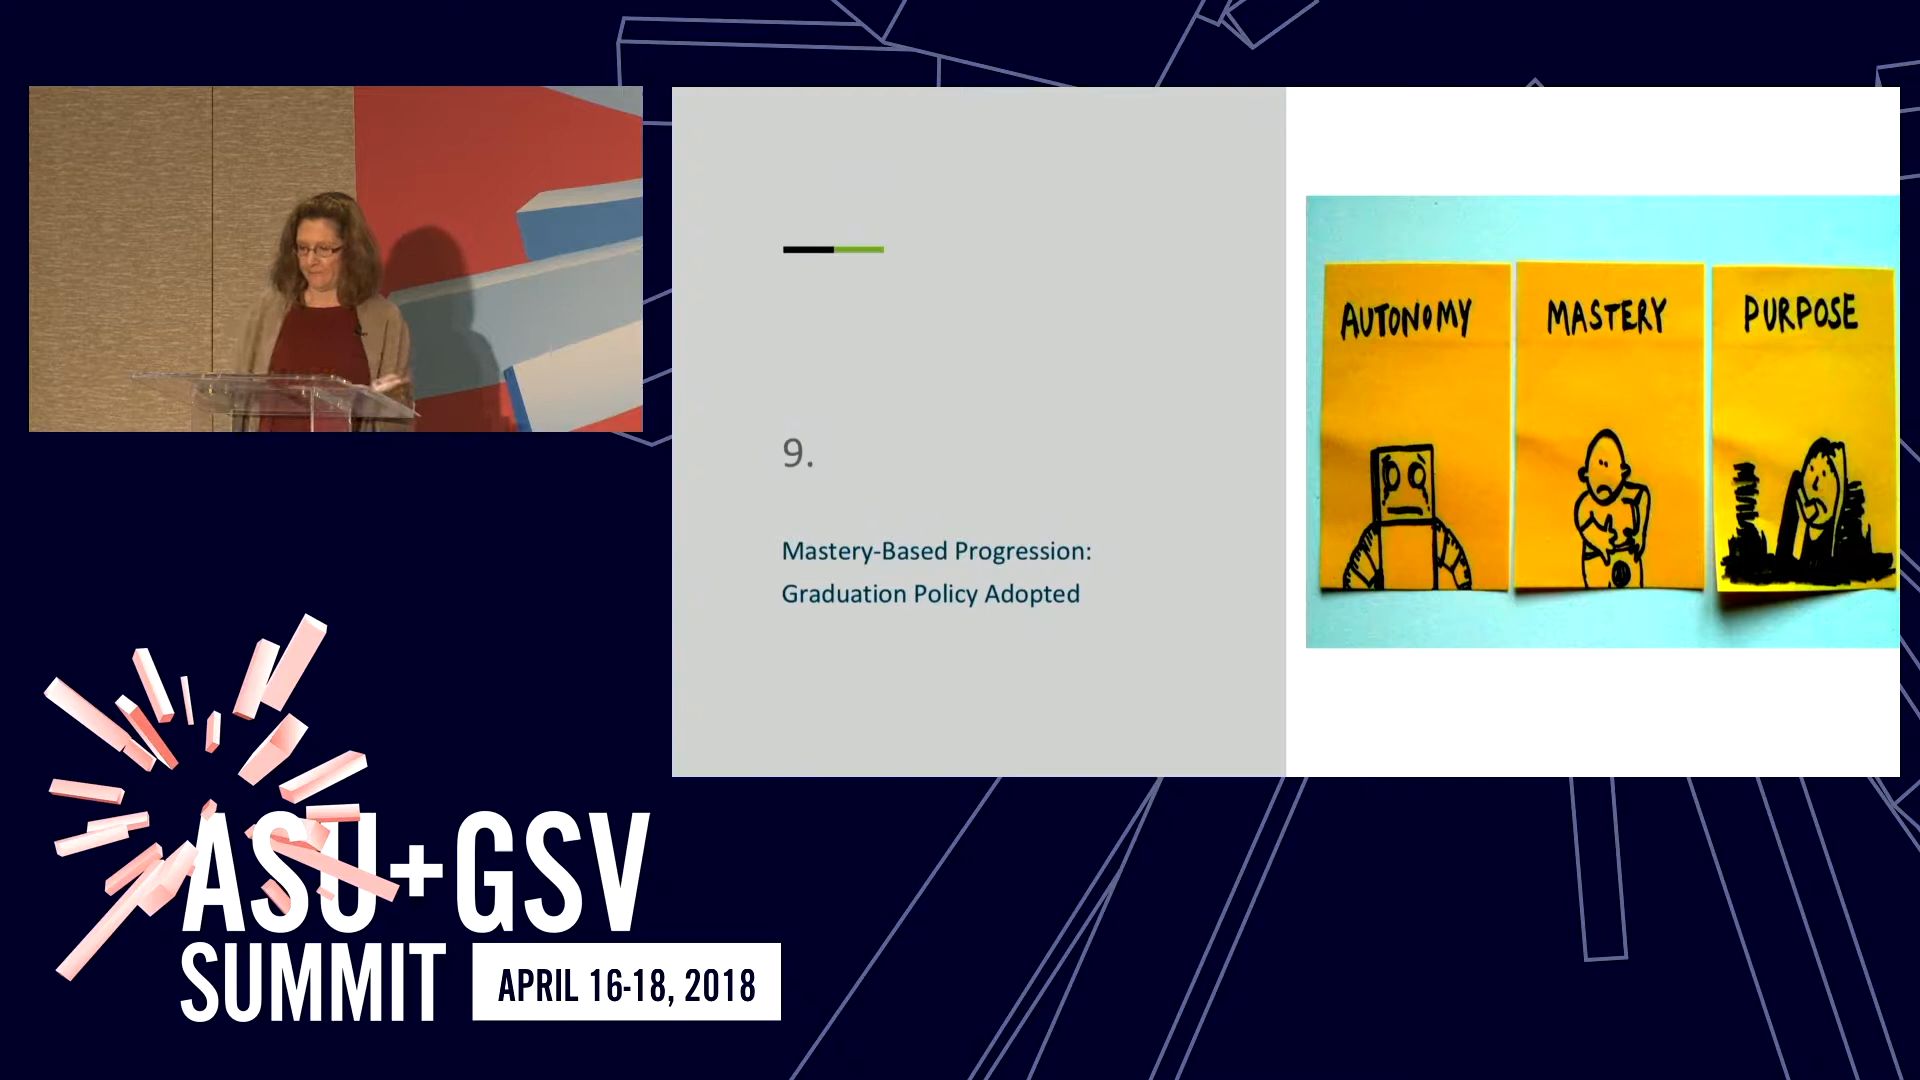 9.
Mastery-Based Progression:
Graduation Policy Adopted
AUTONOMY
MASTERY
PURPOSE
ASU+GSV
SUMMIT
APRIL 16-18, 2018